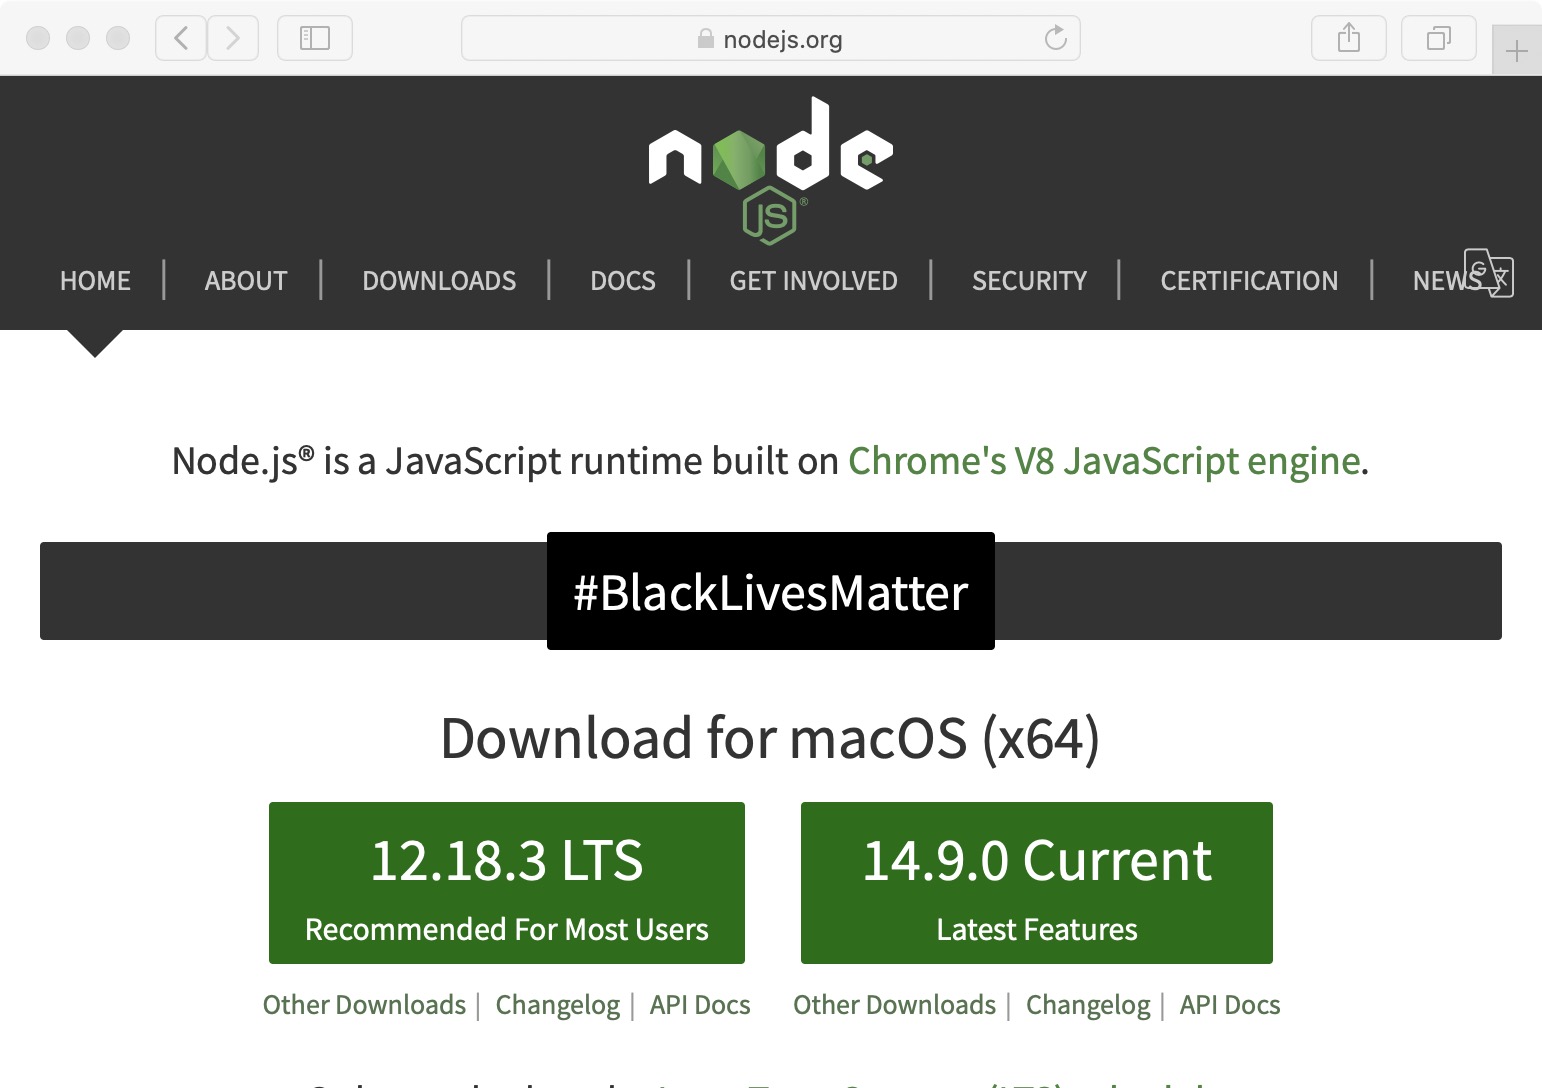 nodejs.org
node
JS ®
HOME | ABOUT | DOWNLOADS | DOCS | GET INVOLVED | SECURITY | CERTIFICATION | NEWS
Node.js® is a JavaScript runtime built on Chrome's V8 JavaScript engine.
#BlackLivesMatter
Download for macOS (x64)
12.18.3 LTS
Recommended For Most Users
14.9.0 Current
Latest Features
Other Downloads | Changelog | API Docs
Other Downloads | Changelog | API Docs